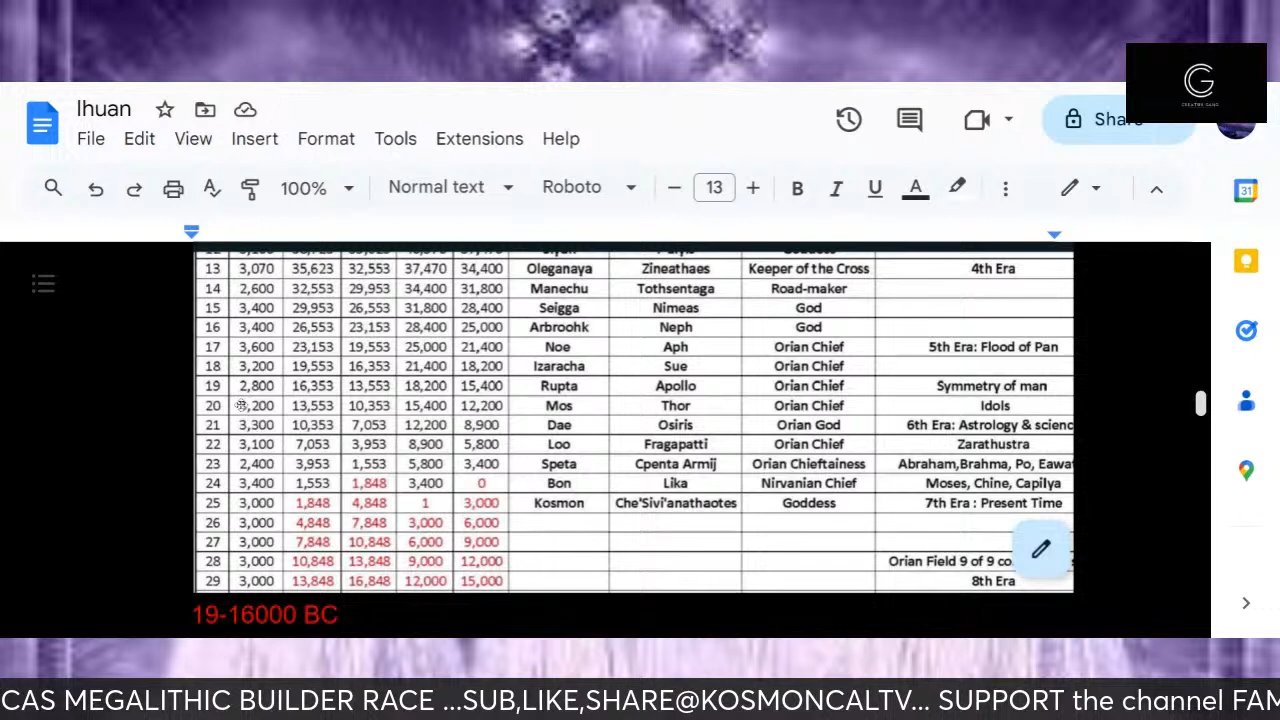 Ihuan
File Edit View Insert Format Tools Extensions Help
Share
100% Normal text Roboto 13 B I U A
31
13 3,070 35,623 32,553 37,470 34,400 Oleganaya Zineathaes Keeper of the Cross 4th Era
14 2,600 32,553 29,953 34,400 31,800 Manechu Tothsentaga Road-maker
15 3,400 29,953 26,553 31,800 28,400 Seigga Nimeas God
16 3,400 26,553 23,153 28,400 25,000 Arbroohk Neph God
17 3,600 23,153 19,553 25,000 21,400 Noe Aph Orian Chief 5th Era: Flood of Pan
18 3,200 19,553 16,353 21,400 18,200 Izaracha Sue Orian Chief
19 2,800 16,353 13,553 18,200 15,400 Rupta Apollo Orian Chief Symmetry of man
20 3,200 13,553 10,353 15,400 12,200 Mos Thor Orian Chief Idols
21 3,300 10,353 7,053 12,200 8,900 Dae Osiris Orian God 6th Era: Astrology & scienc
22 3,100 7,053 3,953 8,900 5,800 Loo Fragapatti Orian Chief Zarathustra
23 2,400 3,953 1,553 5,800 3,400 Speta Cpenta Armij Orian Chieftainess Abraham,Brahma, Po, Eawat
24 3,400 1,553 1,848 3,400 0 Bon Lika Nirvanian Chief Moses, Chine, Capilya
25 3,000 1,848 4,848 1 3,000 Kosmon Che'Sivi'anathaotes Goddess 7th Era : Present Time
26 3,000 4,848 7,848 3,000 6,000
27 3,000 7,848 10,848 6,000 9,000
28 3,000 10,848 13,848 9,000 12,000 Orian Field 9 of 9 co
29 3,000 13,848 16,848 12,000 15,000 8th Era
19-16000 BC
CAS MEGALITHIC BUILDER RACE ...SUB,LIKE,SHARE@KOSMONCALTV... SUPPORT the channel FAN